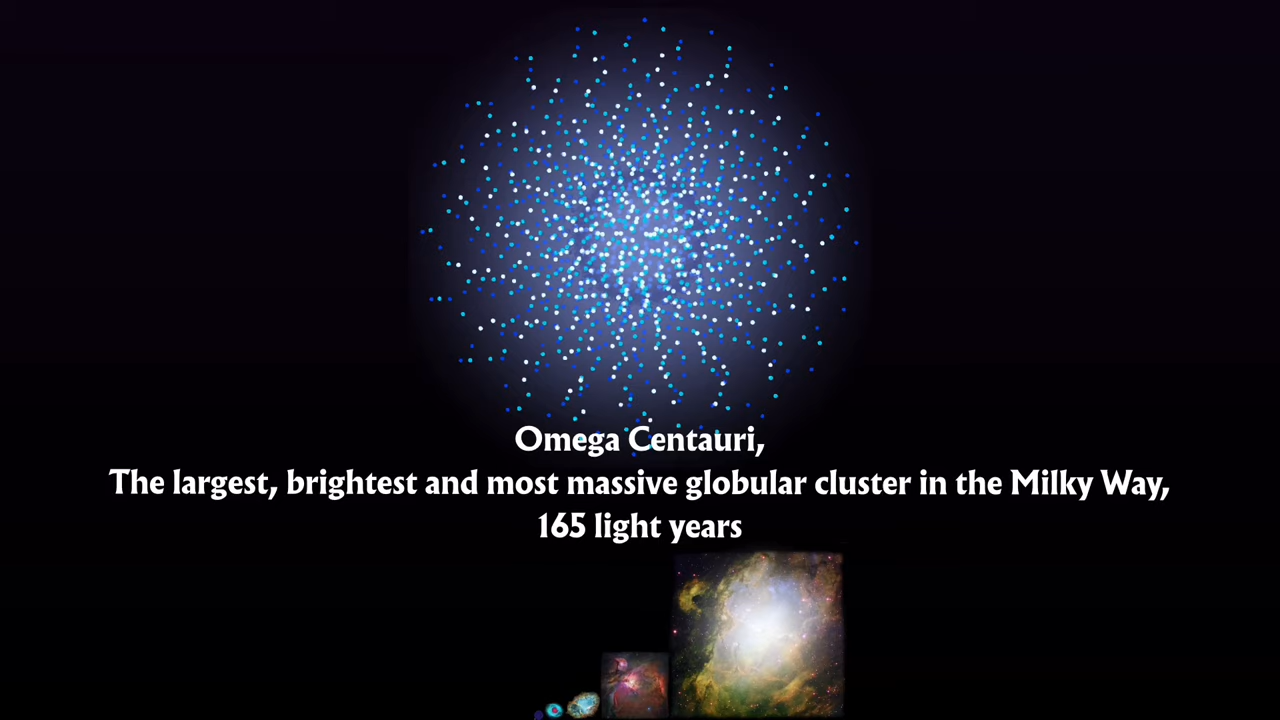 Omega Centauri,
The largest, brightest and most massive globular cluster in the Milky Way,
165 light years